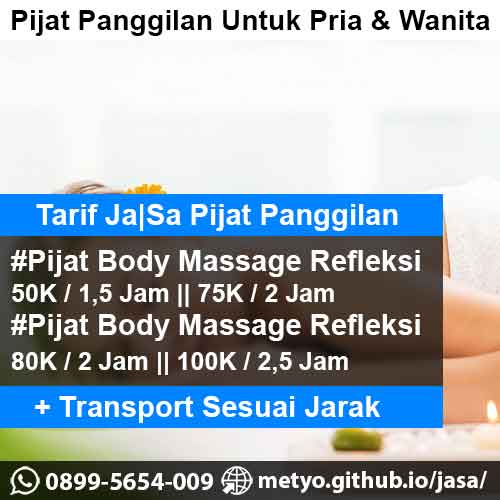 Pijat Panggilan Untuk Pria & Wanita
Tarif Ja|Sa Pijat Panggilan
#Pijat Body Massage Refleksi
50K / 1,5 Jam || 75K / 2 Jam
#Pijat Body Massage Refleksi
80K / 2 Jam || 100K / 2,5 Jam
+ Transport Sesuai Jarak
0899-5654-009 metyo.github.io/jasa/